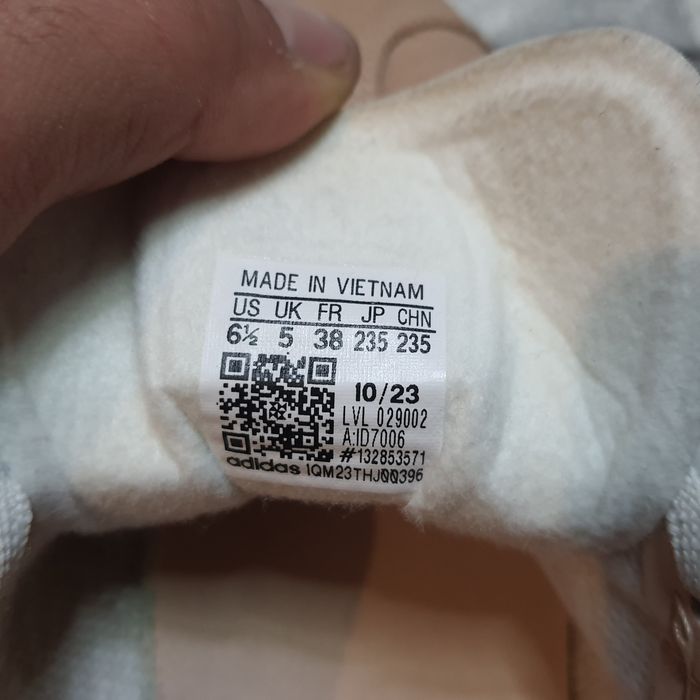 MADE IN VIETNAM
US UK FR JP CHN
6½ 5 38 235 235
10/23
LVL 029002
A:ID7006
#132853571
adidas IQM23THJ00396